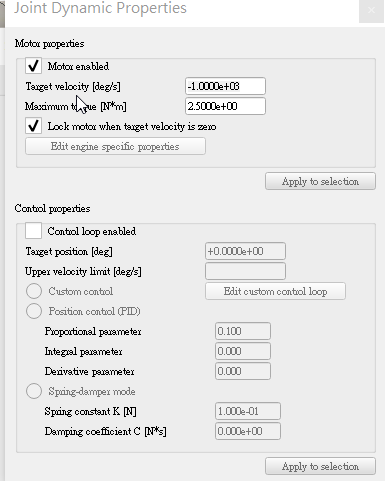 Joint Dynamic Properties
Motor properties
Motor enabled
Target velocity [deg/s]
-1.0000e+03
Maximum [N*m]
2.5000e+00
Lock motor when target velocity is zero
Edit engine specific properties
Apply to selection
Control properties
Control loop enabled
Target position [deg]
+0.0000e+00
Upper velocity limit [deg/s]
Custom control
Edit custom control loop
Position control (PID)
Proportional parameter
0.100
Integral parameter
0.000
Derivative parameter
0.000
Spring-damper mode
Spring constant K [N]
1.000e-01
Damping coefficient C [N*s]
0.000e+00
Apply to selection